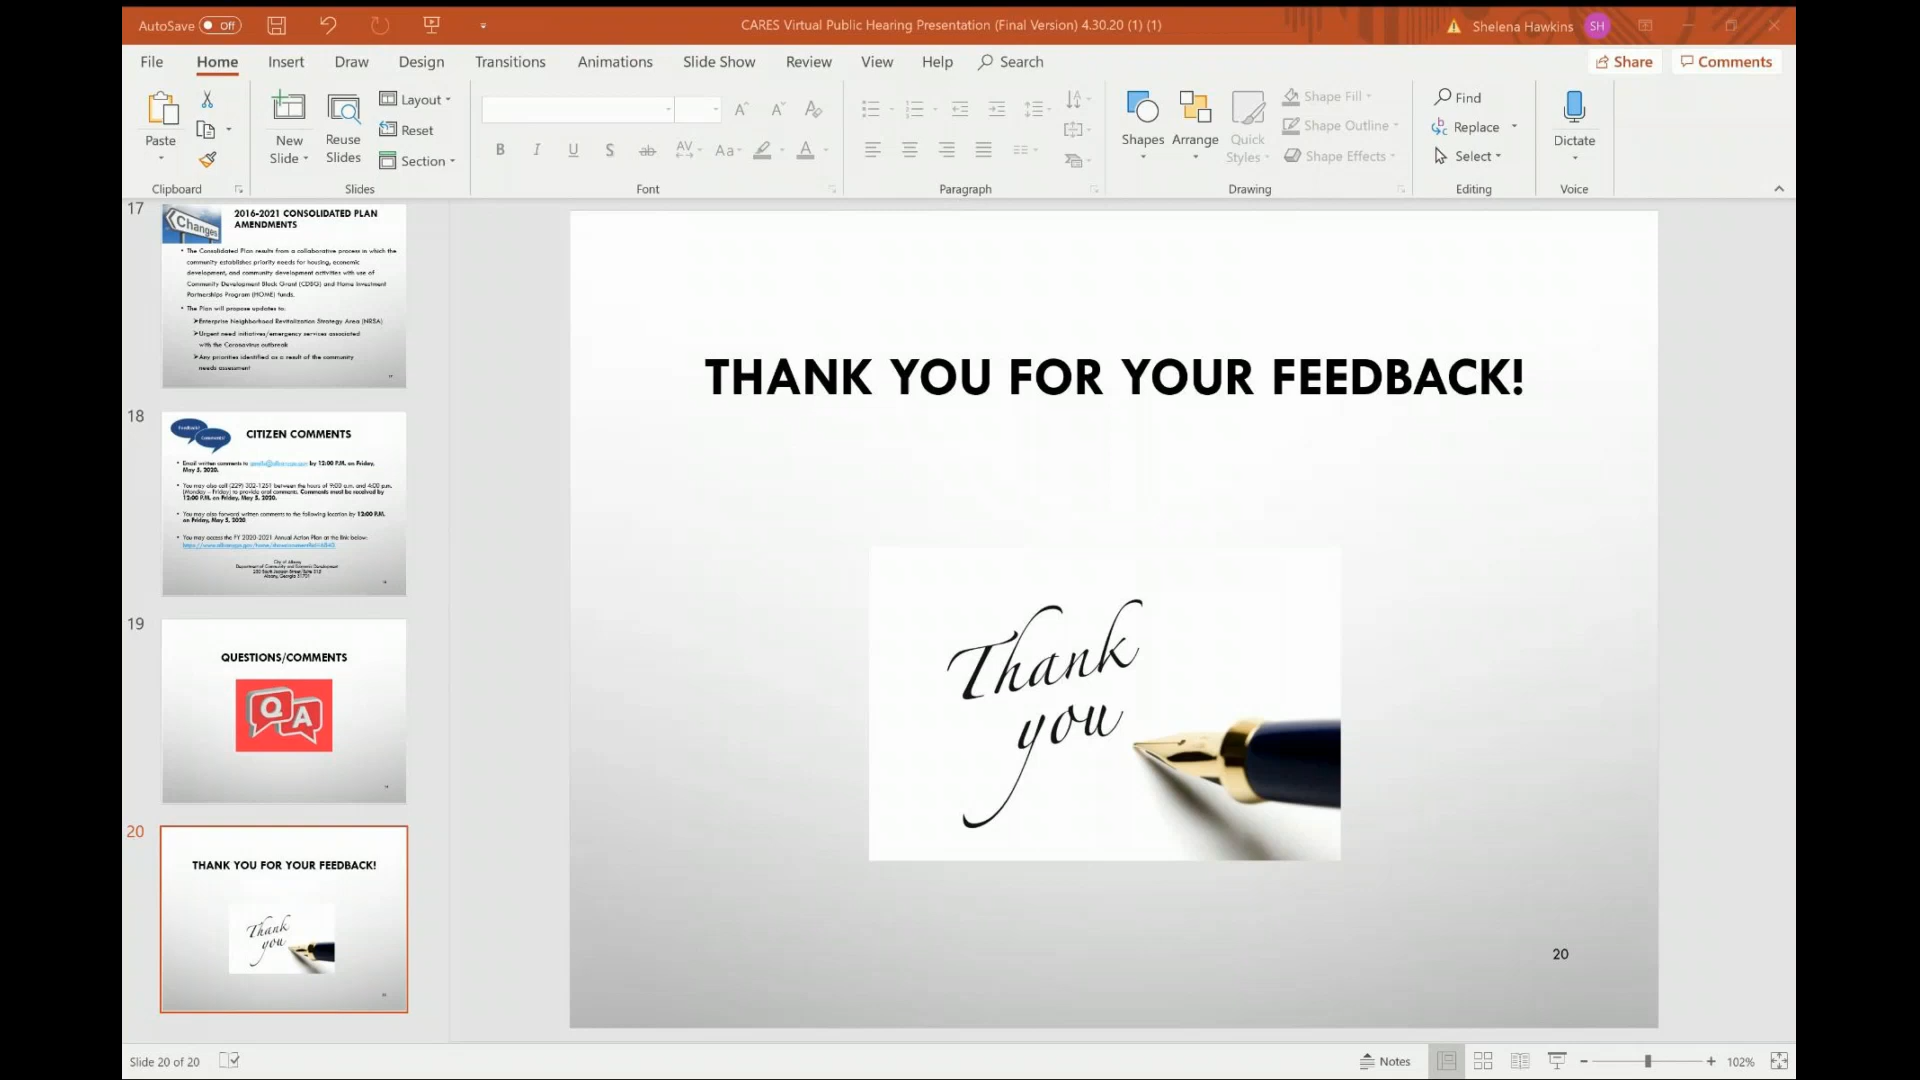 AutoSave Off
CARES Virtual Public Hearing Presentation (Final Version) 4.30.20 (1) (1)
Shelena Hawkins SH
File Home Insert Draw Design Transitions Animations Slide Show Review View Help Search
Share Comments
Paste
New Slide
Reuse Slides
Layout
Reset
Section
B I U S ab AV Aa A
Shapes
Arrange
Quick Styles
Shape Fill
Shape Outline
Shape Effects
Find
Replace
Select
Dictate
Clipboard Slides Font Paragraph Drawing Editing Voice
17
Changes
2016-2021 CONSOLIDATED PLAN
AMENDMENTS
• The Consolidated Plan results from a collaborative process in which the
community establishes priority needs for housing, economic
development, and community development activities with use of
Community Development Block Grant (CDBG) and Home Investment
Partnerships Program (HOME) funds.
• The Plan will propose updates to:
➤Enterprise Neighborhood Revitalization Strategy Area (NRSA)
➤Urgent need initiatives/emergency services associated
with the Coronavirus outbreak
➤Any priorities identified as a result of the community
needs assessment
18
CITIZEN COMMENTS
• Email written comments to by 12:00 P.M. on Friday,
May 5, 2020.
• You may also call (229) 302-1251 between the hours of 9:00 a.m. and 4:00 p.m.
(Monday – Friday) to provide oral comments. Comments must be received by
12:00 P.M. on Friday, May 5, 2020.
• You may also forward written comments to the following location by 12:00 P.M.
on Friday, May 5, 2020
• You may access the FY 2020-2021 Annual Action Plan at the link below:
City of Albany
Department of Community and Economic Development
Albany, Georgia 31701
19
QUESTIONS/COMMENTS
Q A
20
THANK YOU FOR YOUR FEEDBACK!
Thank
you
THANK YOU FOR YOUR FEEDBACK!
Thank
you
20
Slide 20 of 20
Notes
102%